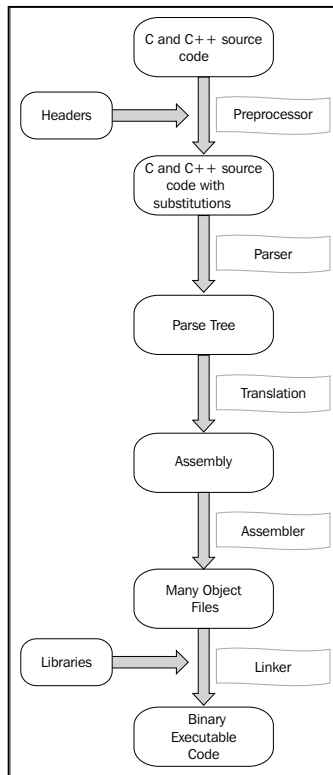 C and C++ source
code
Headers
Preprocessor
C and C++ source
code with
substitutions
Parser
Parse Tree
Translation
Assembly
Assembler
Many Object
Files
Libraries
Linker
Binary
Executable
Code